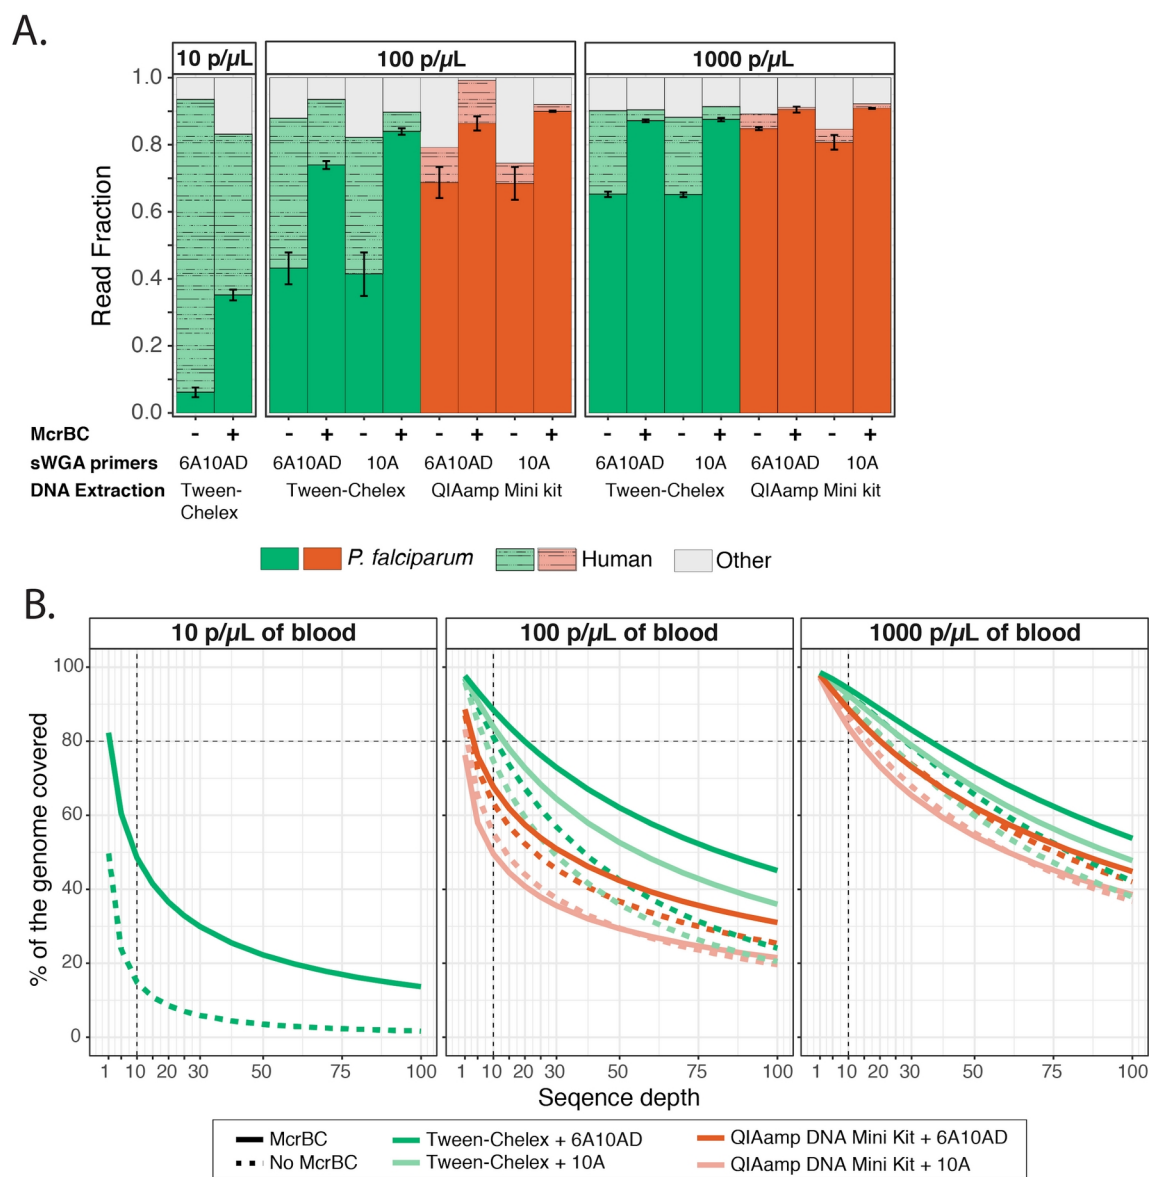 A.
10 p/µL 100 p/µL 1000 p/µL
1.0
0.8
0.6
0.4
0.2
0.0
Read Fraction
McrBC - + - + - + - + - + - + - + - + - +
sWGA primers 6A10AD 6A10AD 10A 6A10AD 10A 6A10AD 10A 6A10AD 10A
DNA Extraction Tween- Tween-Chelex QIAamp Mini kit Tween-Chelex QIAamp Mini kit
Chelex
P. falciparum Human Other
B.
10 p/µL of blood 100 p/µL of blood 1000 p/µL of blood
100
80
60
40
20
0
% of the genome covered
1 10 20 30 50 75 100 1 10 20 30 50 75 100 1 10 20 30 50 75 100
Seqence depth
McrBC Tween-Chelex + 6A10AD QIAamp DNA Mini Kit + 6A10AD
No McrBC Tween-Chelex + 10A QIAamp DNA Mini Kit + 10A